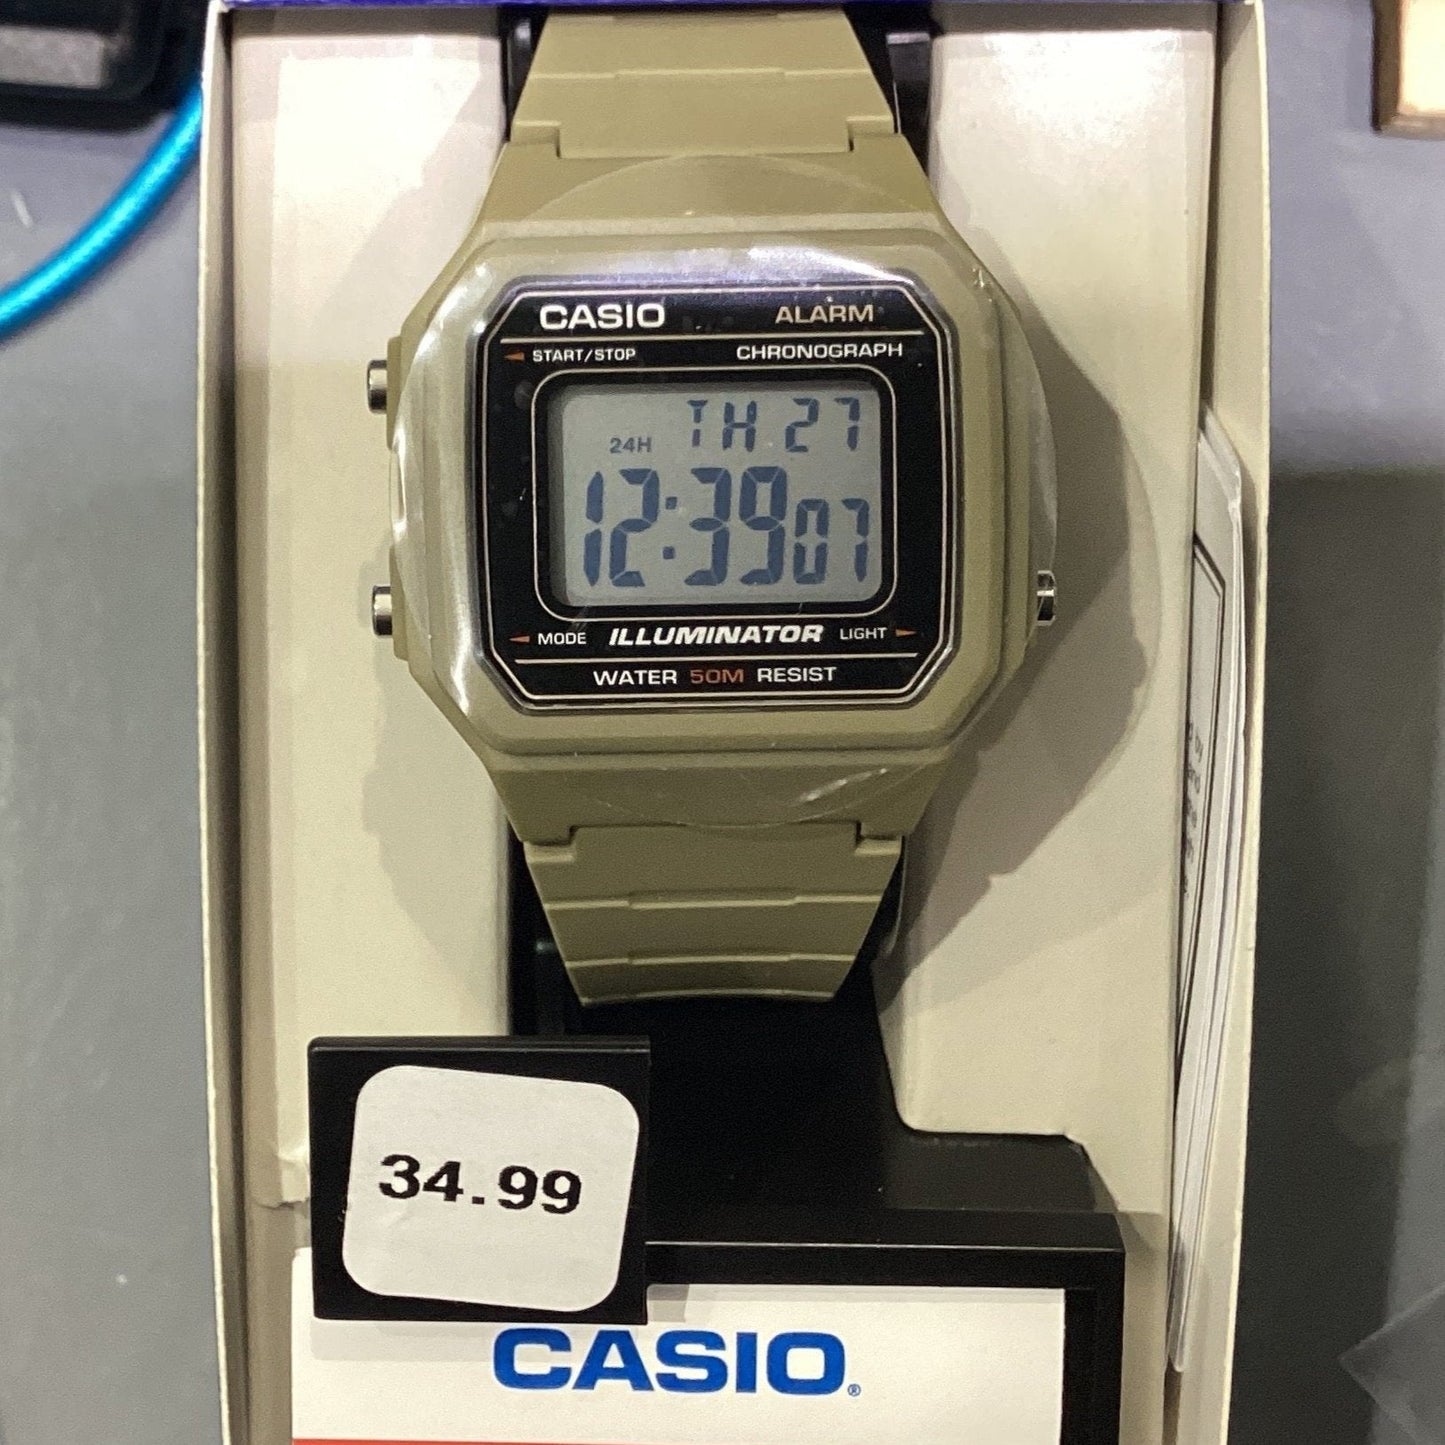 CASIO ALARM
START/STOP CHRONOGRAPH
TH 27
24H
12:39 07
MODE ILLUMINATOR LIGHT
WATER 50M RESIST
34.99
CASIO®